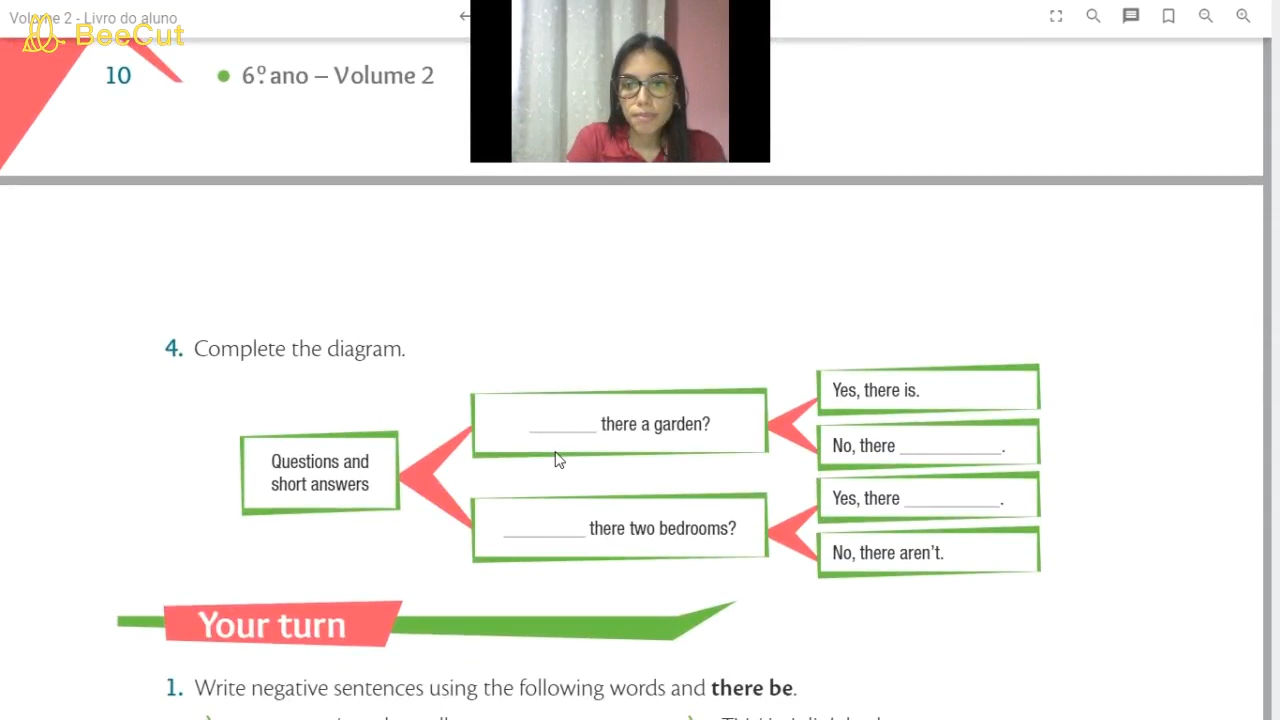 Volume 2 - Livro do aluno
BeeCut
10 6º. ano – Volume 2
4. Complete the diagram.
Questions and
short answers
________ there a garden?
Yes, there is.
No, there ____________.
__________ there two bedrooms?
Yes, there ___________.
No, there aren't.
Your turn
1. Write negative sentences using the following words and there be.